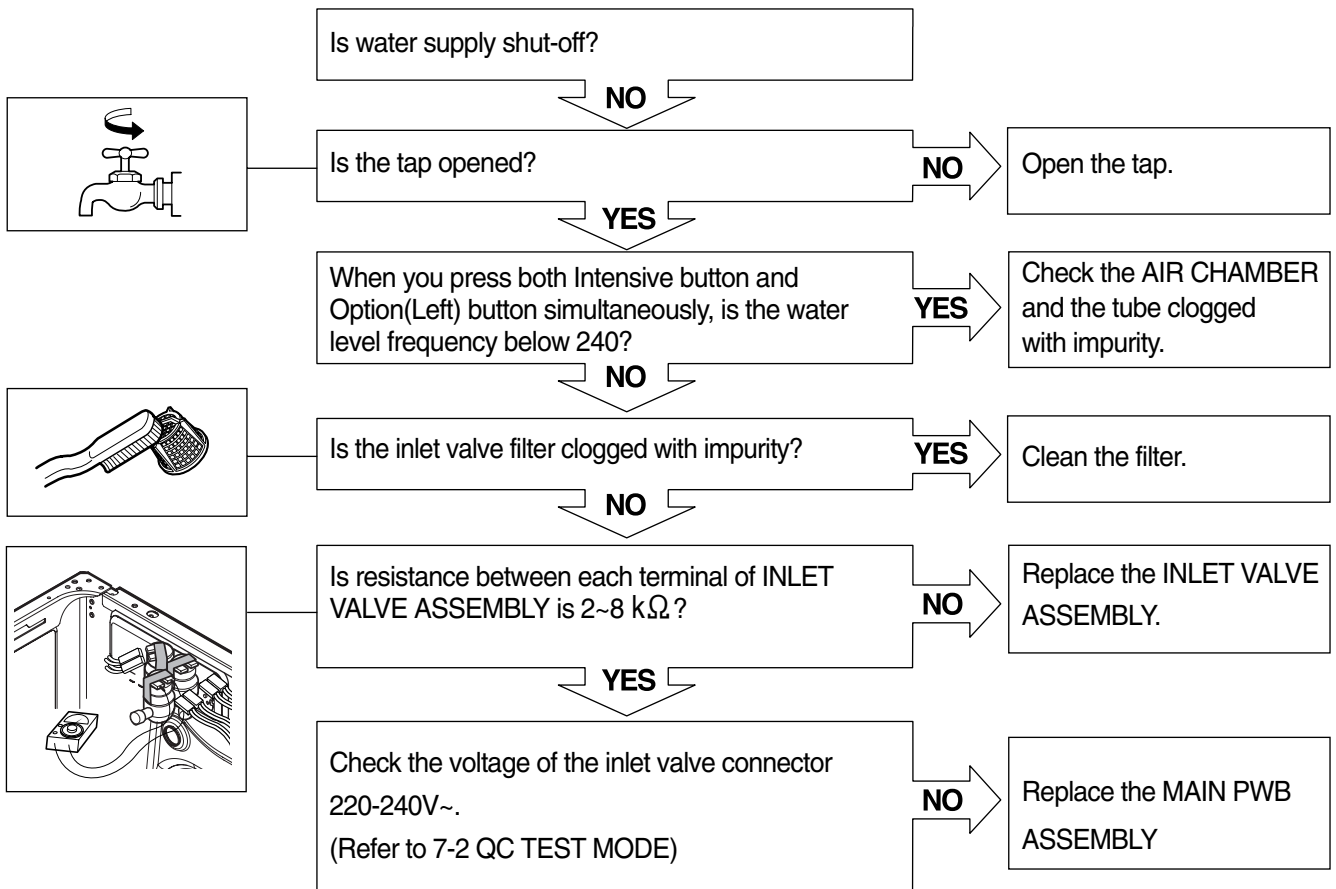 Is water supply shut-off?
NO
Is the tap opened?
NO
Open the tap.
YES
When you press both Intensive button and
Option(Left) button simultaneously, is the water
level frequency below 240?
YES
Check the AIR CHAMBER
and the tube clogged
with impurity.
NO
Is the inlet valve filter clogged with impurity?
YES
Clean the filter.
NO
Is resistance between each terminal of INLET
VALVE ASSEMBLY is 2~8 kΩ?
NO
Replace the INLET VALVE
ASSEMBLY.
YES
Check the voltage of the inlet valve connector
220-240V~.
(Refer to 7-2 QC TEST MODE)
NO
Replace the MAIN PWB
ASSEMBLY